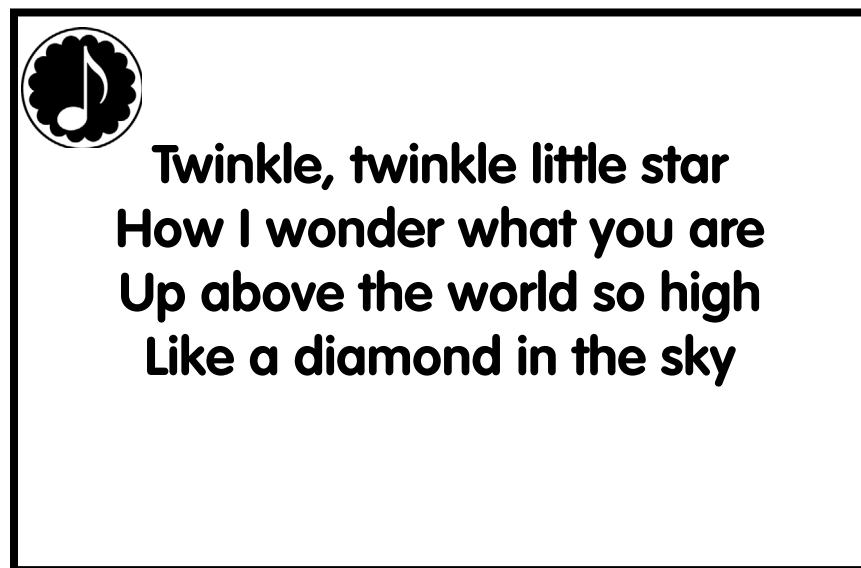 Twinkle, twinkle little star
How I wonder what you are
Up above the world so high
Like a diamond in the sky